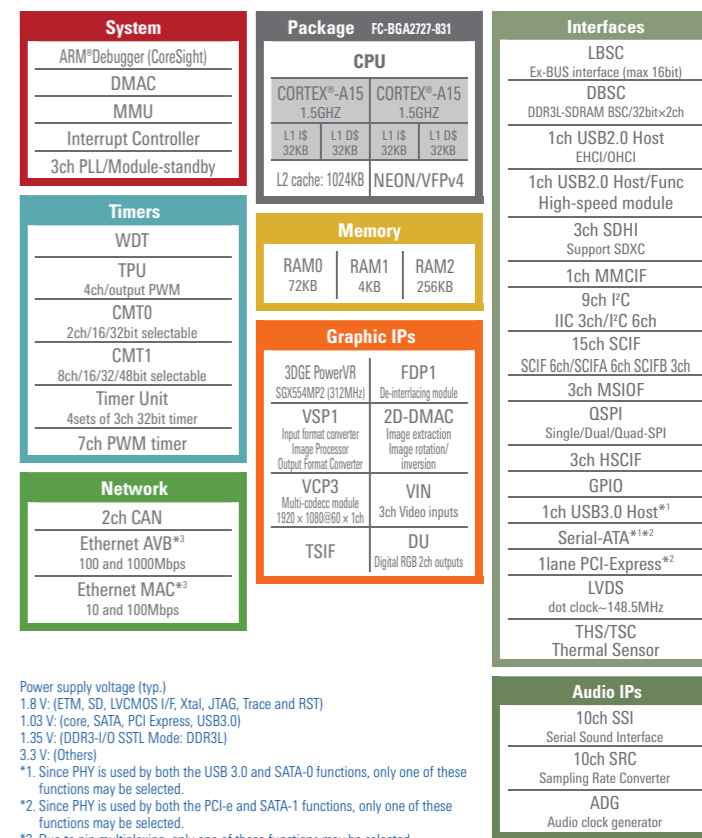 System
ARM®Debugger (CoreSight)
DMAC
MMU
Interrupt Controller
3ch PLL/Module-standby
Timers
WDT
TPU
4ch/output PWM
CMT0
2ch/16/32bit selectable
CMT1
8ch/16/32/48bit selectable
Timer Unit
4sets of 3ch 32bit timer
7ch PWM timer
Network
2ch CAN
Ethernet AVB*3
100 and 1000Mbps
Ethernet MAC*3
10 and 100Mbps
Package FC-BGA2727-831
CPU
CORTEX®-A15 CORTEX®-A15
1.5GHZ 1.5GHZ
L1 I$ L1 D$ L1 I$ L1 D$
32KB 32KB 32KB 32KB
L2 cache: 1024KB NEON/VFPv4
Memory
RAM0 RAM1 RAM2
72KB 4KB 256KB
Graphic IPs
3DGE PowerVR
SGX554MP2 (312MHz)
FDP1
De-interrlacing module
VSP1
Input format converter
Image Processor
Output Format Converter
2D-DMAC
Image extraction
Image rotation/
inversion
VCP3
Multi-codecc module
1920 × 1080@60 × 1ch
VIN
3ch Video inputs
TSIF
DU
Digital RGB 2ch outputs
Interfaces
LBSC
Ex-BUS interface (max 16bit)
DBSC
DDR3L-SDRAM BSC/32bit×2ch
1ch USB2.0 Host
EHCI/OHCI
1ch USB2.0 Host/Func
High-speed module
3ch SDHI
Support SDXC
1ch MMCIF
9ch I²C
IIC 3ch/I²C 6ch
15ch SCIF
SCIF 6ch/SCIFA 6ch SCIFB 3ch
3ch MSIOF
QSPI
Single/Dual/Quad-SPI
3ch HSCIF
GPIO
1ch USB3.0 Host*1
Serial-ATA*1*2
1lane PCI-Express*2
LVDS
dot clock~148.5MHz
THS/TSC
Thermal Sensor
Audio IPs
10ch SSI
Serial Sound Interface
10ch SRC
Sampling Rate Converter
ADG
Audio clock generator
Power supply voltage (typ.)
1.8 V: (ETM, SD, LVCMOS I/F, Xtal, JTAG, Trace and RST)
1.03 V: (core, SATA, PCI Express, USB3.0)
1.35 V: (DDR3-I/O SSTL Mode: DDR3L)
3.3 V: (Others)
*1. Since PHY is used by both the USB 3.0 and SATA-0 functions, only one of these
functions may be selected.
*2. Since PHY is used by both the PCI-e and SATA-1 functions, only one of these
functions may be selected.
*3. Due to pin multiplexing, only one of these functions may be selected.